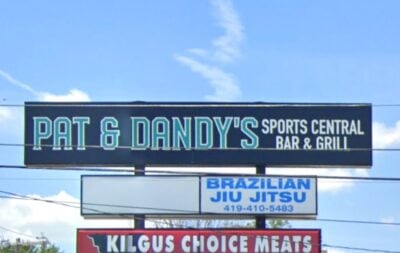 PAT & DANDY'S SPORTS CENTRAL
BAR & GRILL
BRAZILIAN
JIU JITSU
419-410-5483
KILGUS CHOICE MEATS